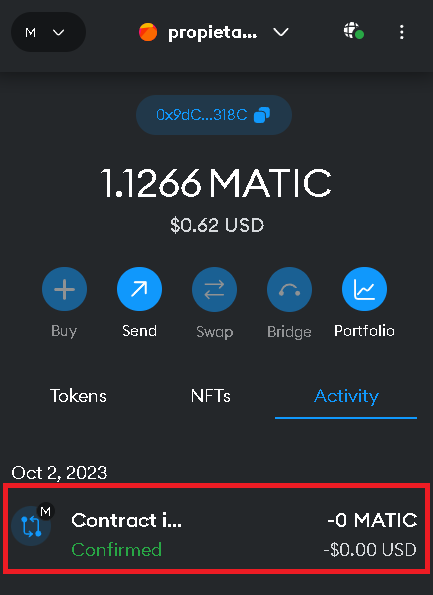 M propieta...
0x9dC...318C
1.1266 MATIC
$0.62 USD
Buy Send Swap Bridge Portfolio
Tokens NFTs Activity
Oct 2, 2023
M
Contract i... -0 MATIC
Confirmed -$0.00 USD